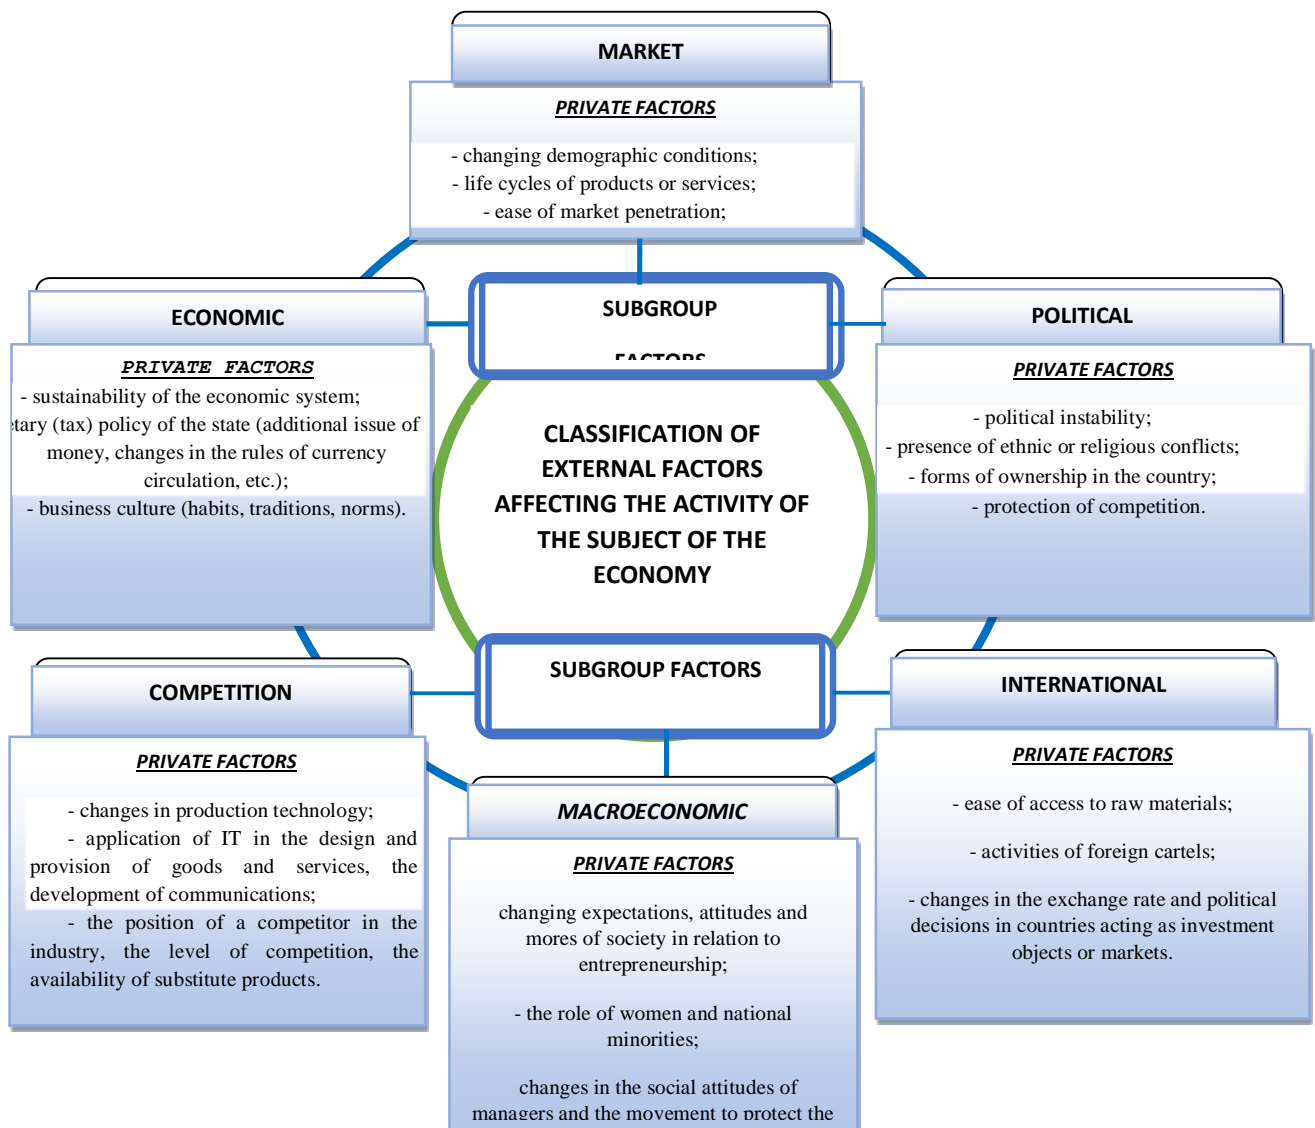 MARKET
PRIVATE FACTORS
- changing demographic conditions;
- life cycles of products or services;
- ease of market penetration;
ECONOMIC
PRIVATE FACTORS
- sustainability of the economic system;
(tax) policy of the state (additional issue of
money, changes in the rules of currency
circulation, etc.);
- business culture (habits, traditions, norms).
SUBGROUP
FACTORS
POLITICAL
PRIVATE FACTORS
- political instability;
- presence of ethnic or religious conflicts;
- forms of ownership in the country;
- protection of competition.
CLASSIFICATION OF
EXTERNAL FACTORS
AFFECTING THE ACTIVITY OF
THE SUBJECT OF THE
ECONOMY
SUBGROUP FACTORS
COMPETITION
PRIVATE FACTORS
- changes in production technology;
- application of IT in the design and
provision of goods and services, the
development of communications;
- the position of a competitor in the
industry, the level of competition, the
availability of substitute products.
MACROECONOMIC
PRIVATE FACTORS
changing expectations, attitudes and
mores of society in relation to
entrepreneurship;
- the role of women and national
minorities;
changes in the social attitudes of
managers and the movement to protect the
INTERNATIONAL
PRIVATE FACTORS
- ease of access to raw materials;
- activities of foreign cartels;
- changes in the exchange rate and political
decisions in countries acting as investment
objects or markets.